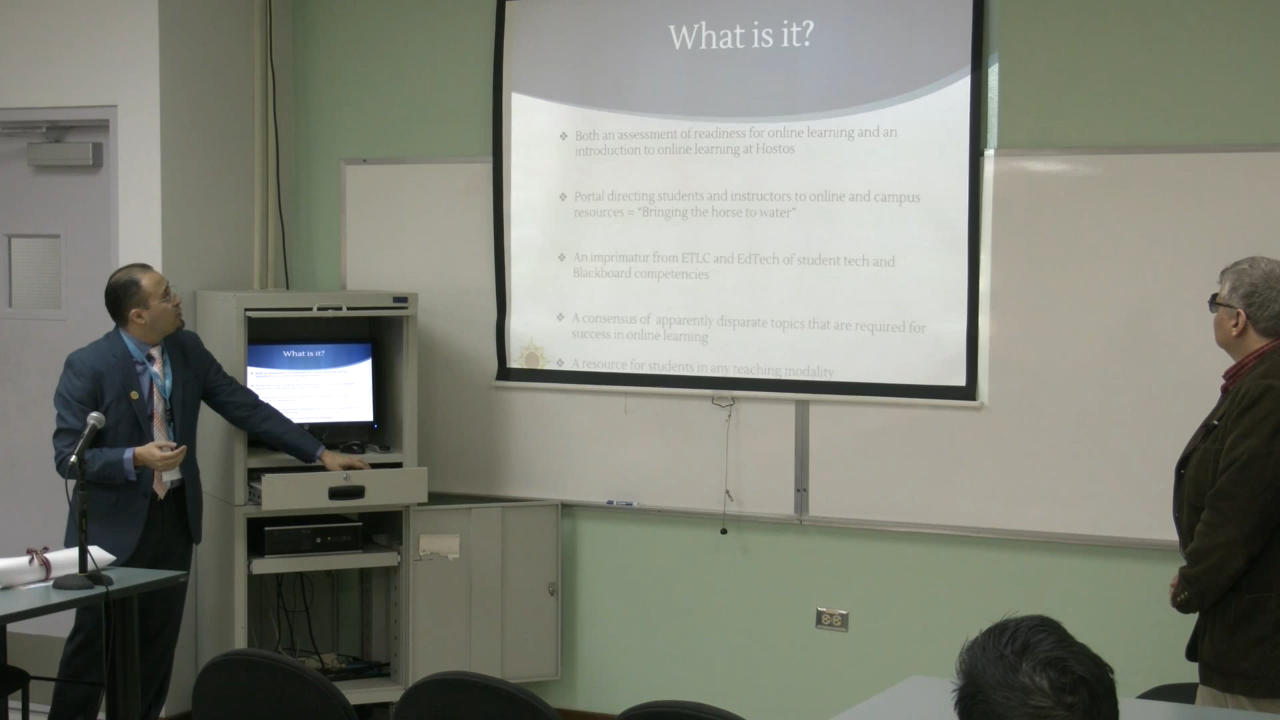 What is it?
❖ Both an assessment of readiness for online learning and an
introduction to online learning at Hostos
❖ Portal directing students and instructors to online and campus
resources = "Bringing the horse to water"
❖ An imprimatur from ETLC and EdTech of student tech and
Blackboard competencies
❖ A consensus of apparently disparate topics that are required for
success in online learning
❖ A resource for students in any teaching modality
What is it?